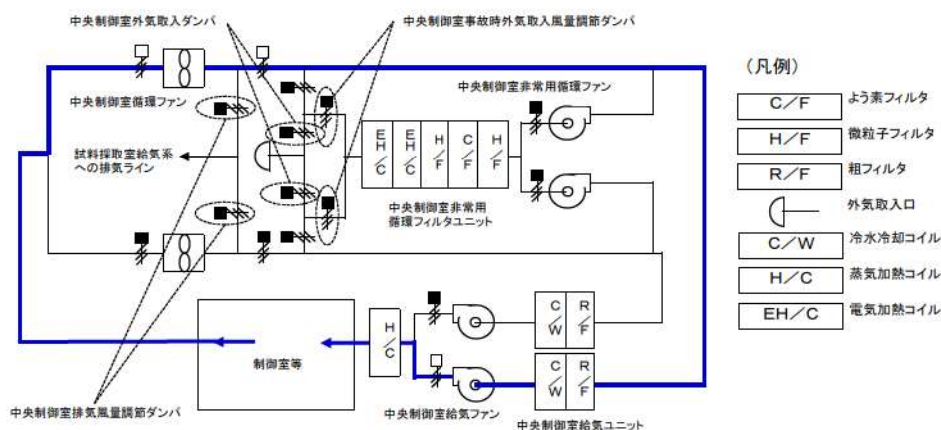 中央制御室外気取入ダンパ
中央制御室事故時外気取入風量調節ダンパ
中央制御室循環ファン
中央制御室非常用循環ファン
試料採取室給気系
への排気ライン
EH/C
EH/C
H/F
C/F
H/F
中央制御室非常用
循環フィルタユニット
制御室等
H/C
C/W
R/F
C/W
R/F
中央制御室排気風量調節ダンパ
中央制御室給気ファン
中央制御室給気ユニット
(凡例)
C/F よう素フィルタ
H/F 微粒子フィルタ
R/F 粗フィルタ
外気取入口
C/W 冷水冷却コイル
H/C 蒸気加熱コイル
EH/C 電気加熱コイル